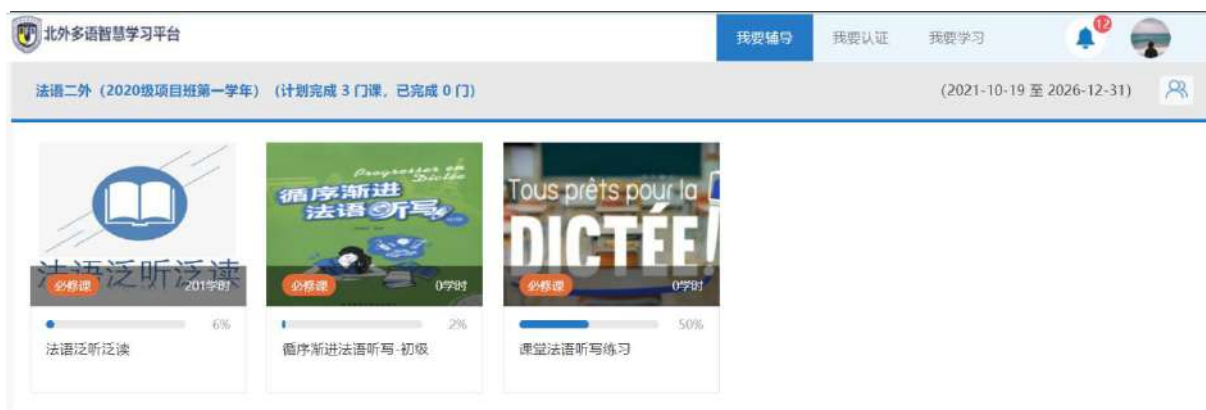 北外多语智慧学习平台
我要辅导
我要认证
我要学习
12
法语二外（2020级项目班第一学年）（计划完成 3 门课，已完成 0 门）
(2021-10-19 至 2026-12-31)
法语泛听泛读
必修课
201学时
6%
法语泛听泛读
Progresser en
Dictée
循序渐进
法语听写
必修课
0学时
2%
循序渐进法语听写-初级
Tous prêts pour la
DICTÉE!
必修课
0学时
50%
课堂法语听写练习